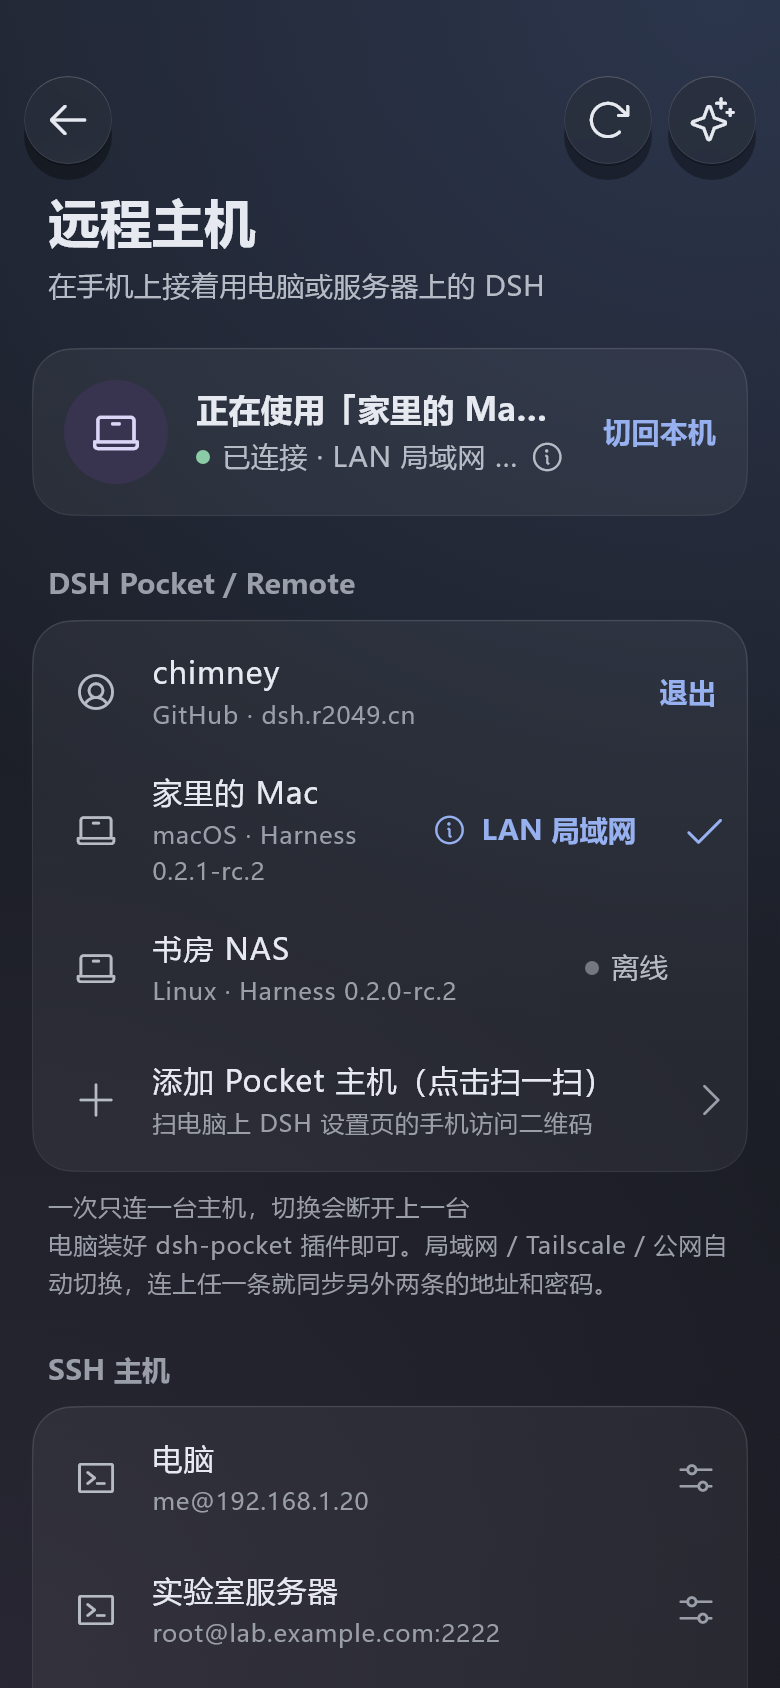 远程主机
在手机上接着用电脑或服务器上的 DSH
正在使用「家里的 Ma...
已连接 · LAN 局域网 ...
切回本机
DSH Pocket / Remote
chimney
GitHub · dsh.r2049.cn
退出
家里的 Mac
macOS · Harness
0.2.1-rc.2
LAN 局域网
书房 NAS
Linux · Harness 0.2.0-rc.2
离线
添加 Pocket 主机（点击扫一扫）
扫电脑上 DSH 设置页的手机访问二维码
一次只连一台主机，切换会断开上一台
电脑装好 dsh-pocket 插件即可。局域网 / Tailscale / 公网自
动切换，连上任一条就同步另外两条的地址和密码。
SSH 主机
电脑
me@192.168.1.20
实验室服务器
root@lab.example.com:2222